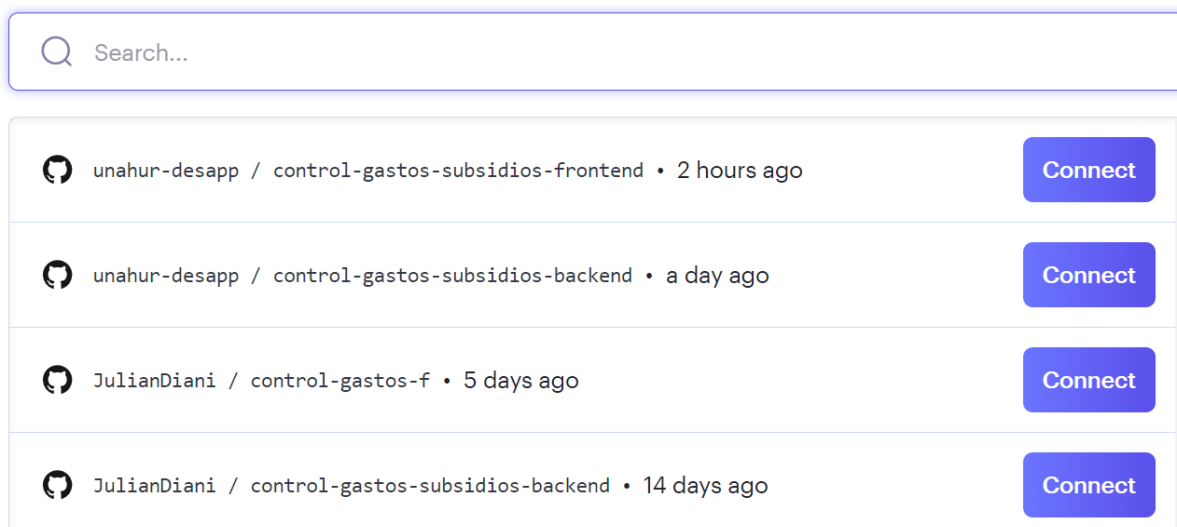 Search...
unahur-desapp / control-gastos-subsidios-frontend • 2 hours ago Connect
unahur-desapp / control-gastos-subsidios-backend • a day ago Connect
JulianDiani / control-gastos-f • 5 days ago Connect
JulianDiani / control-gastos-subsidios-backend • 14 days ago Connect